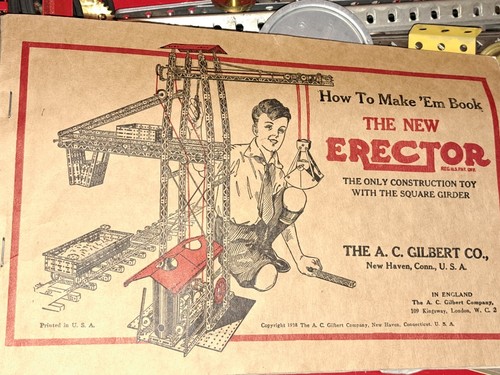 How To Make 'Em Book
THE NEW
ERECTOR
REG.U.S.PAT.OFF.
THE ONLY CONSTRUCTION TOY
WITH THE SQUARE GIRDER
THE A. C. GILBERT CO.,
New Haven, Conn., U. S. A.
IN ENGLAND
The A. C. Gilbert Company,
109 Kingsway, London, W. C. 2
Printed in U. S. A.
Copyright 1928 The A. C. Gilbert Company, New Haven, Connecticut, U. S. A.